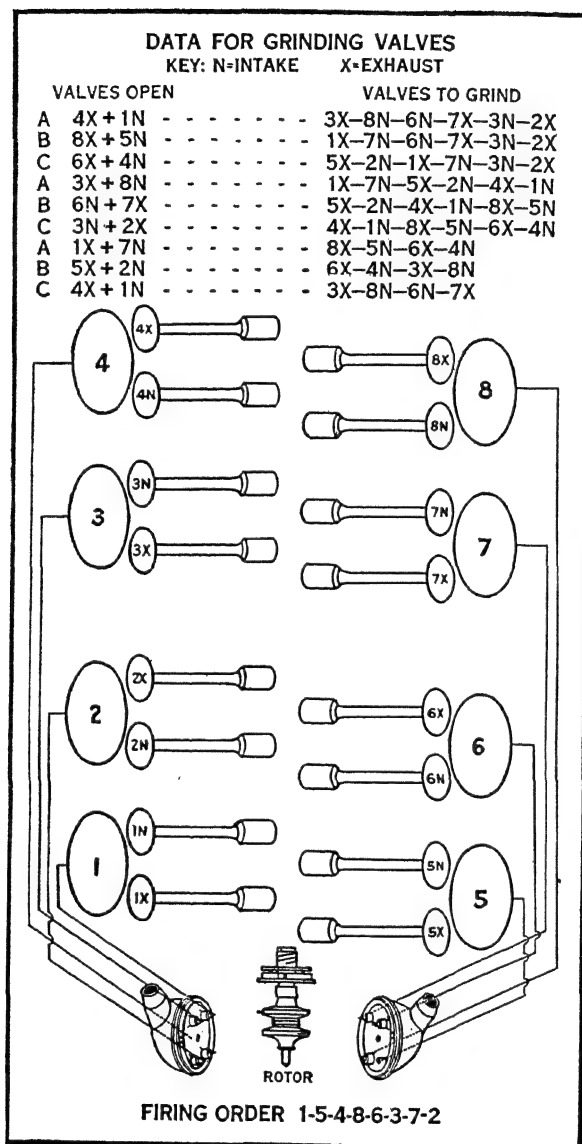 DATA FOR GRINDING VALVES
KEY: N=INTAKE X=EXHAUST
VALVES OPEN VALVES TO GRIND
A 4X+1N - - - - - - - 3X-8N-6N-7X-3N-2X
B 8X+5N - - - - - - - 1X-7N-6N-7X-3N-2X
C 6X+4N - - - - - - - 5X-2N-1X-7N-3N-2X
A 3X+8N - - - - - - - 1X-7N-5X-2N-4X-1N
B 6N+7X - - - - - - - 5X-2N-4X-1N-8X-5N
C 3N+2X - - - - - - - 4X-1N-8X-5N-6X-4N
A 1X+7N - - - - - - - 8X-5N-6X-4N
B 5X+2N - - - - - - - 6X-4N-3X-8N
C 4X+1N - - - - - - - 3X-8N-6N-7X
4X
4
4N
8X
8
8N
3N
3
3X
7N
7
7X
2X
2
2N
6X
6
6N
1N
1
1X
5N
5
5X
ROTOR
FIRING ORDER 1-5-4-8-6-3-7-2